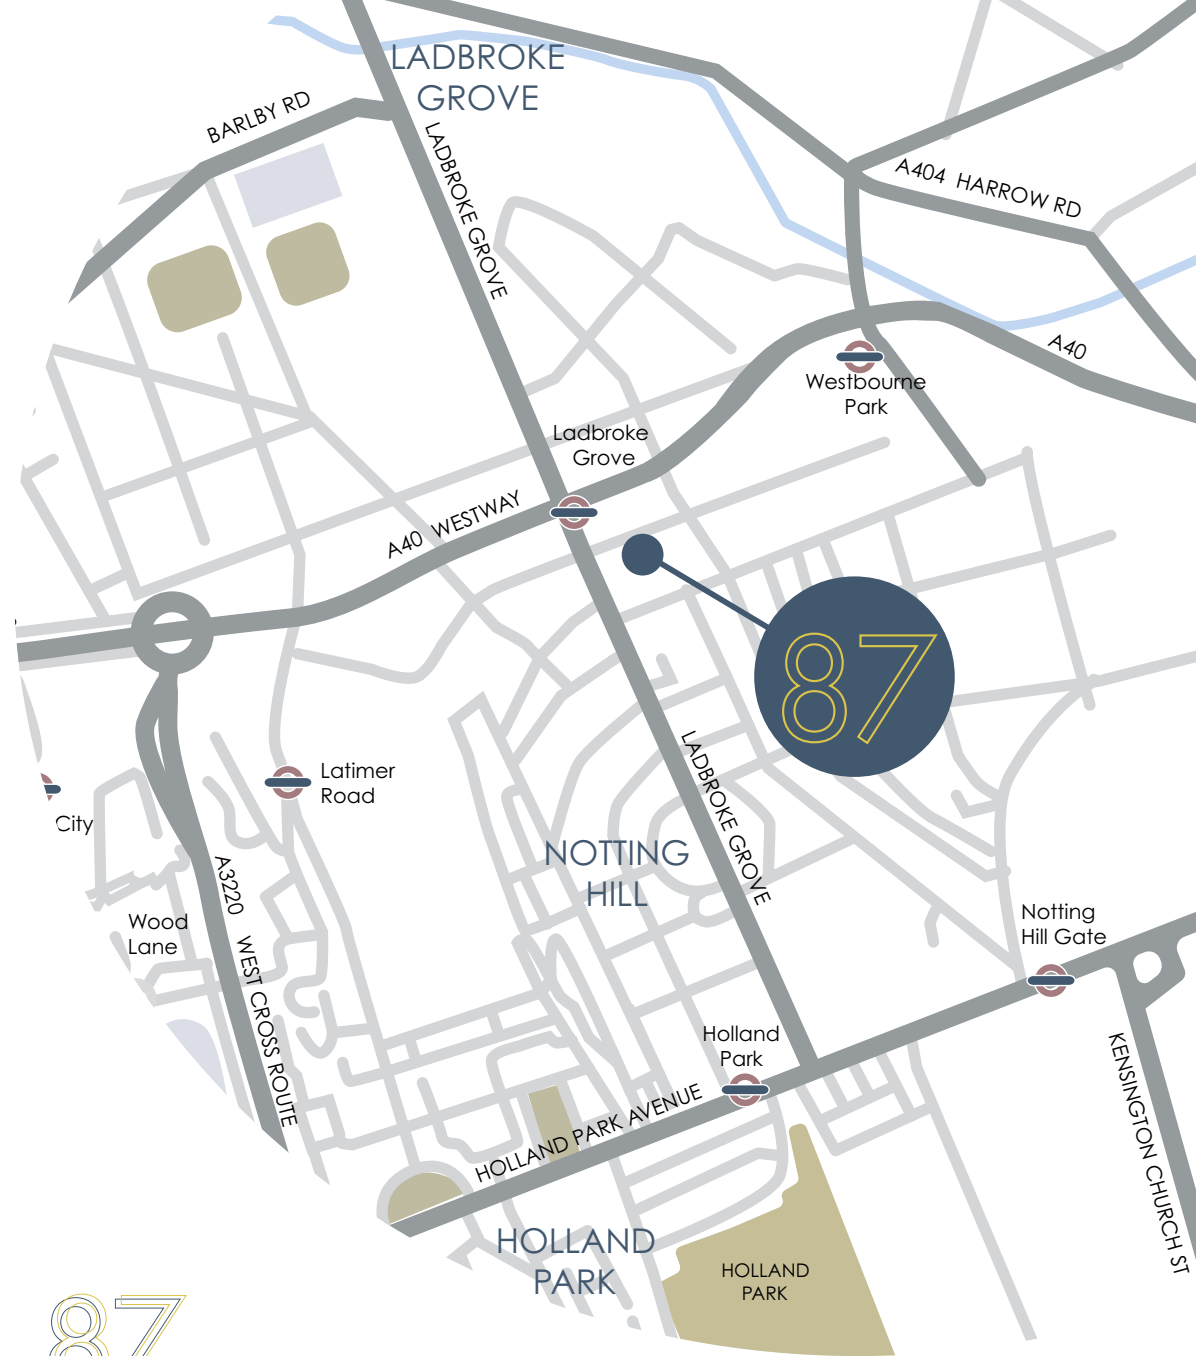 LADBROKE
GROVE
BARLBY RD
LADBROKE GROVE
A404 HARROW RD
A40
Westbourne
Park
Ladbroke
Grove
A40 WESTWAY
87
LADBROKE GROVE
Latimer
Road
City
NOTTING
HILL
A3220 WEST CROSS ROUTE
Wood
Lane
Notting
Hill Gate
Holland
Park
KENSINGTON CHURCH ST
HOLLAND PARK AVENUE
HOLLAND
PARK
HOLLAND
PARK
87